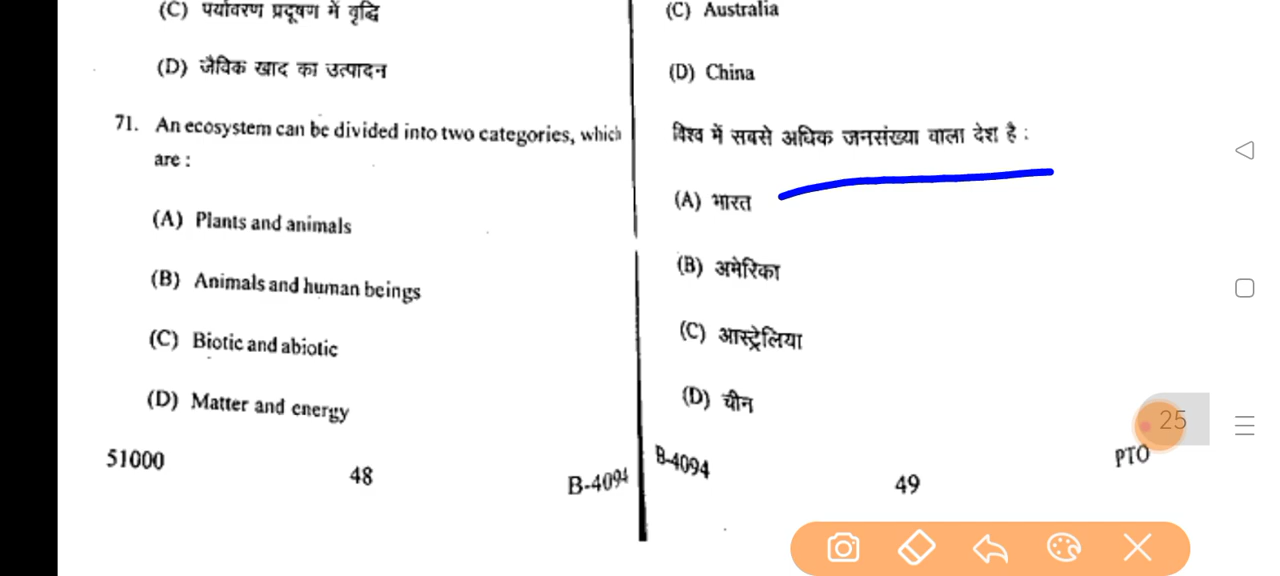 (C) पर्यावरण प्रदूषण में वृद्धि
(D) जैविक खाद का उत्पादन
71. An ecosystem can be divided into two categories, which
are :
(A) Plants and animals
(B) Animals and human beings
(C) Biotic and abiotic
(D) Matter and energy
51000
48
B-4094
(C) Australia
(D) China
विश्व में सबसे अधिक जनसंख्या वाला देश है :
(A) भारत
(B) अमेरिका
(C) आस्ट्रेलिया
(D) चीन
25
B-4094
49
PTO